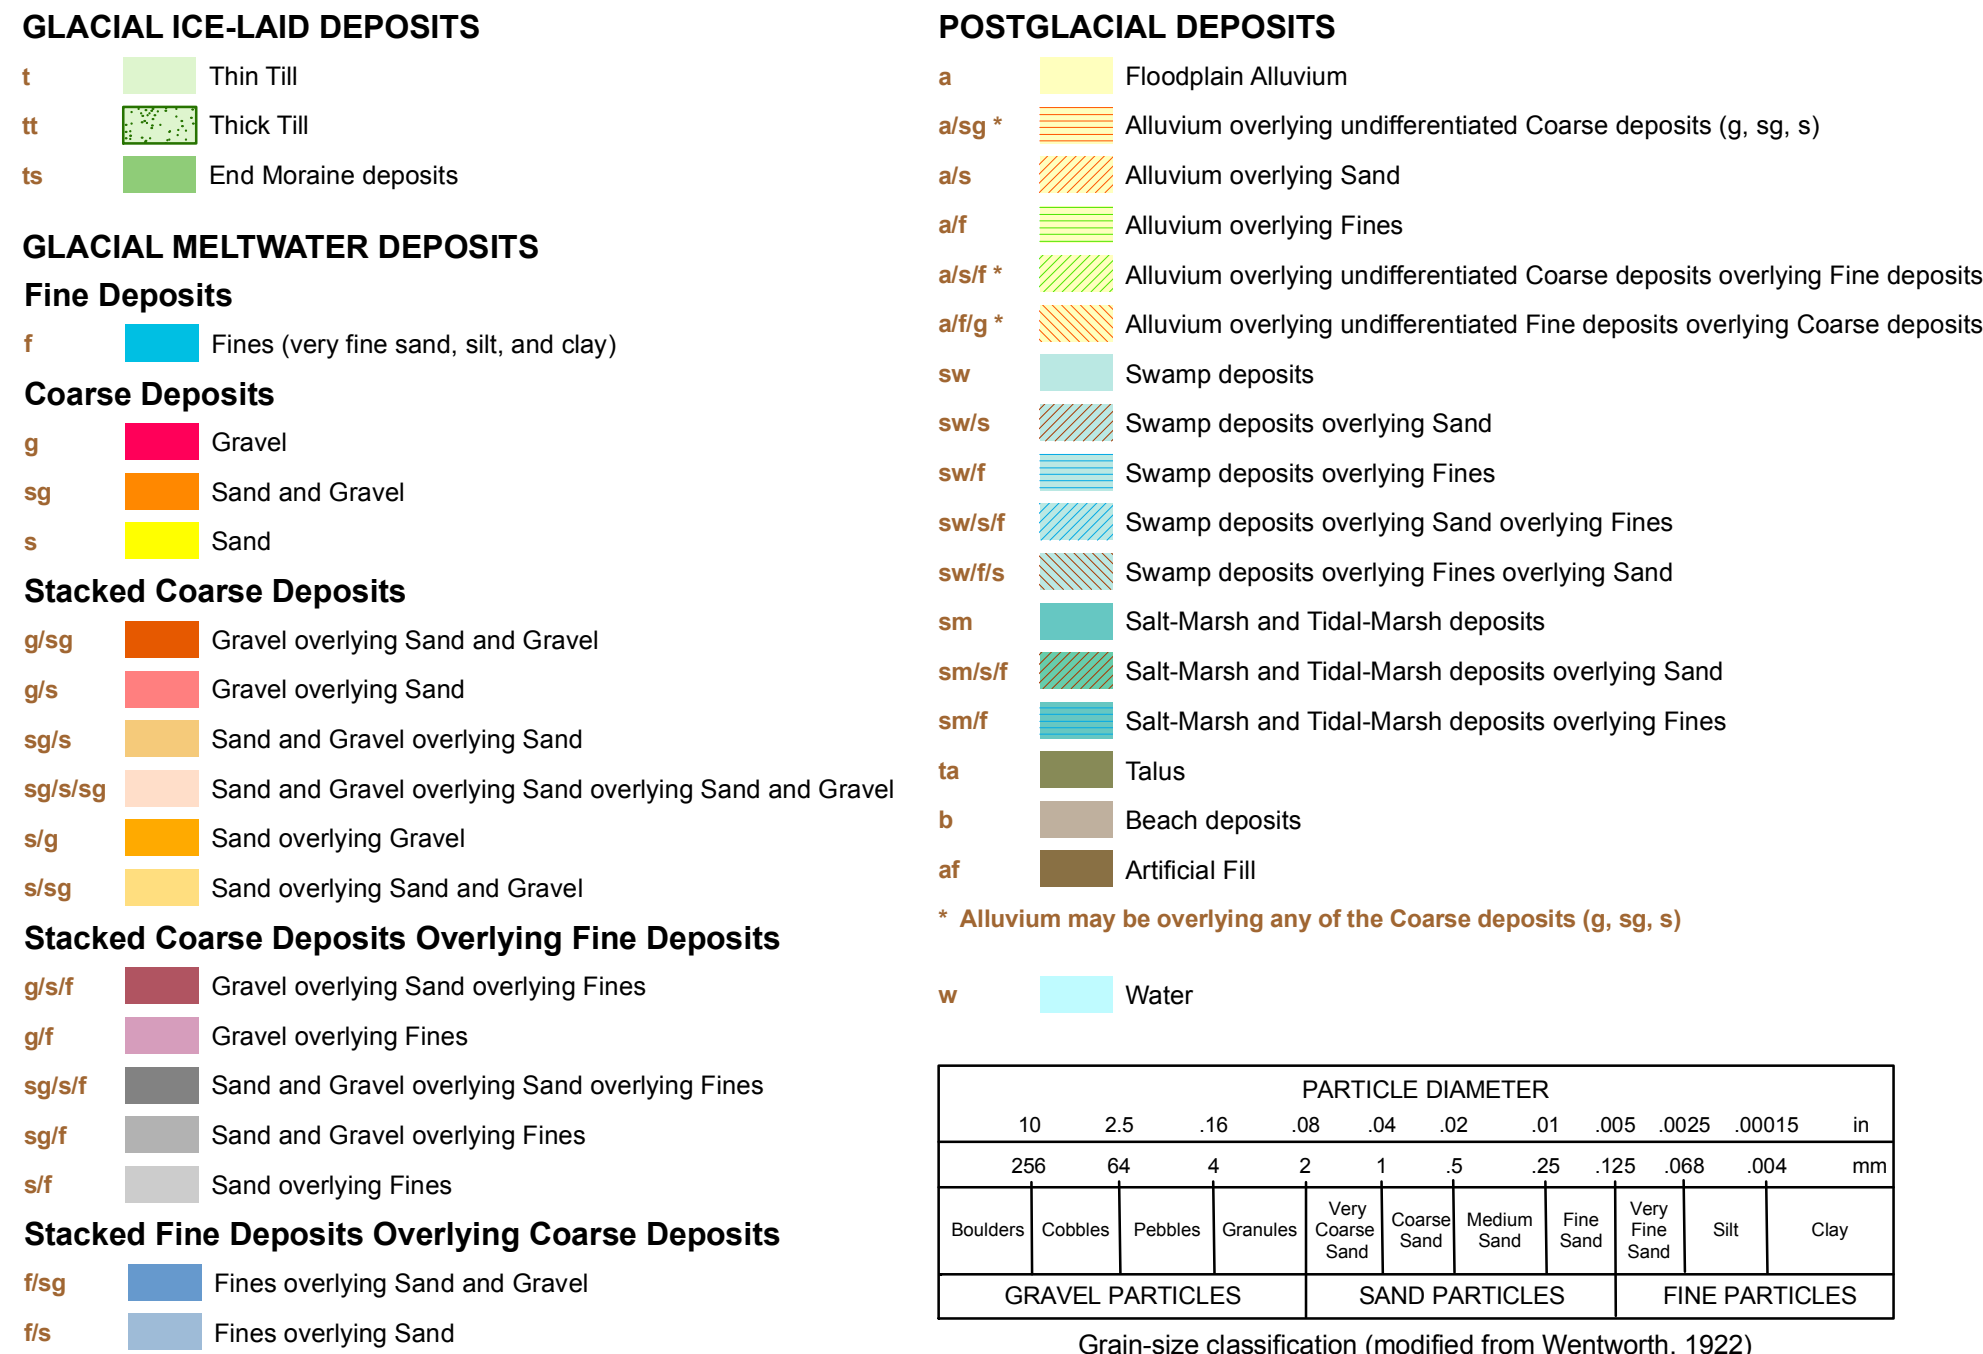 GLACIAL ICE-LAID DEPOSITS
t Thin Till
tt Thick Till
ts End Moraine deposits
GLACIAL MELTWATER DEPOSITS
Fine Deposits
f Fines (very fine sand, silt, and clay)
Coarse Deposits
g Gravel
sg Sand and Gravel
s Sand
Stacked Coarse Deposits
g/sg Gravel overlying Sand and Gravel
g/s Gravel overlying Sand
sg/s Sand and Gravel overlying Sand
sg/s/sg Sand and Gravel overlying Sand overlying Sand and Gravel
s/g Sand overlying Gravel
s/sg Sand overlying Sand and Gravel
Stacked Coarse Deposits Overlying Fine Deposits
g/s/f Gravel overlying Sand overlying Fines
g/f Gravel overlying Fines
sg/s/f Sand and Gravel overlying Sand overlying Fines
sg/f Sand and Gravel overlying Fines
s/f Sand overlying Fines
Stacked Fine Deposits Overlying Coarse Deposits
f/sg Fines overlying Sand and Gravel
f/s Fines overlying Sand
POSTGLACIAL DEPOSITS
a Floodplain Alluvium
a/sg * Alluvium overlying undifferentiated Coarse deposits (g, sg, s)
a/s Alluvium overlying Sand
a/f Alluvium overlying Fines
a/s/f * Alluvium overlying undifferentiated Coarse deposits overlying Fine deposits
a/f/g * Alluvium overlying undifferentiated Fine deposits overlying Coarse deposits
sw Swamp deposits
sw/s Swamp deposits overlying Sand
sw/f Swamp deposits overlying Fines
sw/s/f Swamp deposits overlying Sand overlying Fines
sw/f/s Swamp deposits overlying Fines overlying Sand
sm Salt-Marsh and Tidal-Marsh deposits
sm/s/f Salt-Marsh and Tidal-Marsh deposits overlying Sand
sm/f Salt-Marsh and Tidal-Marsh deposits overlying Fines
ta Talus
b Beach deposits
af Artificial Fill
* Alluvium may be overlying any of the Coarse deposits (g, sg, s)
w Water
PARTICLE DIAMETER
10 2.5 .16 .08 .04 .02 .01 .005 .0025 .00015 in
256 64 4 2 1 .5 .25 .125 .068 .004 mm
Boulders Cobbles Pebbles Granules Very Coarse Sand Coarse Sand Medium Sand Fine Sand Very Fine Sand Silt Clay
GRAVEL PARTICLES SAND PARTICLES FINE PARTICLES
Grain-size classification (modified from Wentworth, 1922)